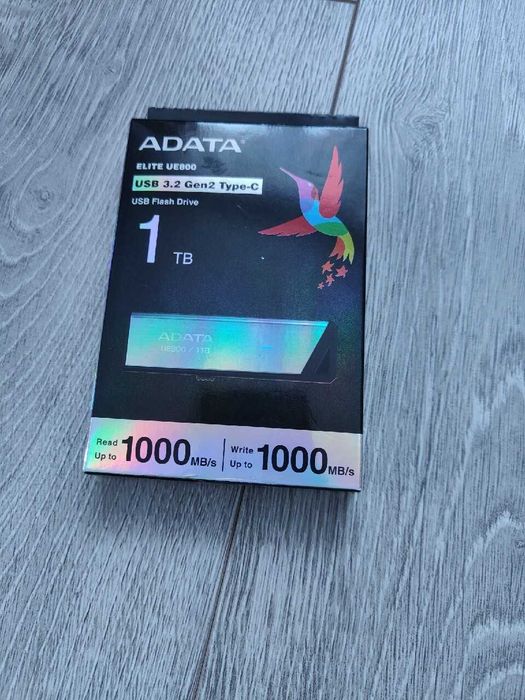 ADATA
ELITE UE800
USB 3.2 Gen2 Type-C
USB Flash Drive
1 TB
ADATA
UE800 / 1TB
Read Up to 1000MB/s
Write Up to 1000MB/s